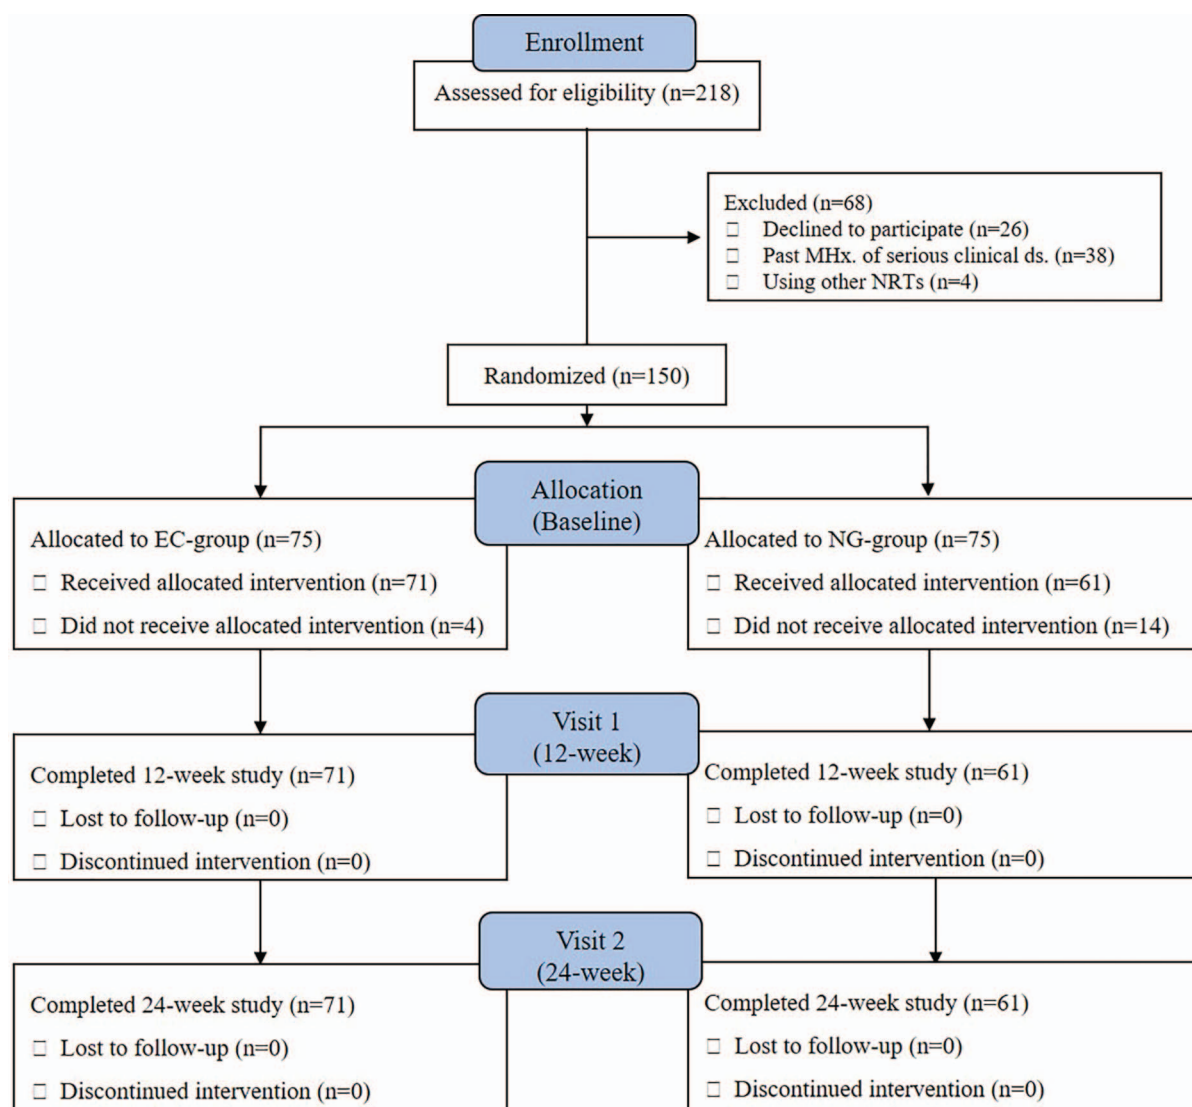 Enrollment
Assessed for eligibility (n=218)
Excluded (n=68)
□ Declined to participate (n=26)
□ Past MHx. of serious clinical ds. (n=38)
□ Using other NRTs (n=4)
Randomized (n=150)
Allocation
(Baseline)
Allocated to EC-group (n=75)
□ Received allocated intervention (n=71)
□ Did not receive allocated intervention (n=4)
Allocated to NG-group (n=75)
□ Received allocated intervention (n=61)
□ Did not receive allocated intervention (n=14)
Visit 1
(12-week)
Completed 12-week study (n=71)
□ Lost to follow-up (n=0)
□ Discontinued intervention (n=0)
Completed 12-week study (n=61)
□ Lost to follow-up (n=0)
□ Discontinued intervention (n=0)
Visit 2
(24-week)
Completed 24-week study (n=71)
□ Lost to follow-up (n=0)
□ Discontinued intervention (n=0)
Completed 24-week study (n=61)
□ Lost to follow-up (n=0)
□ Discontinued intervention (n=0)